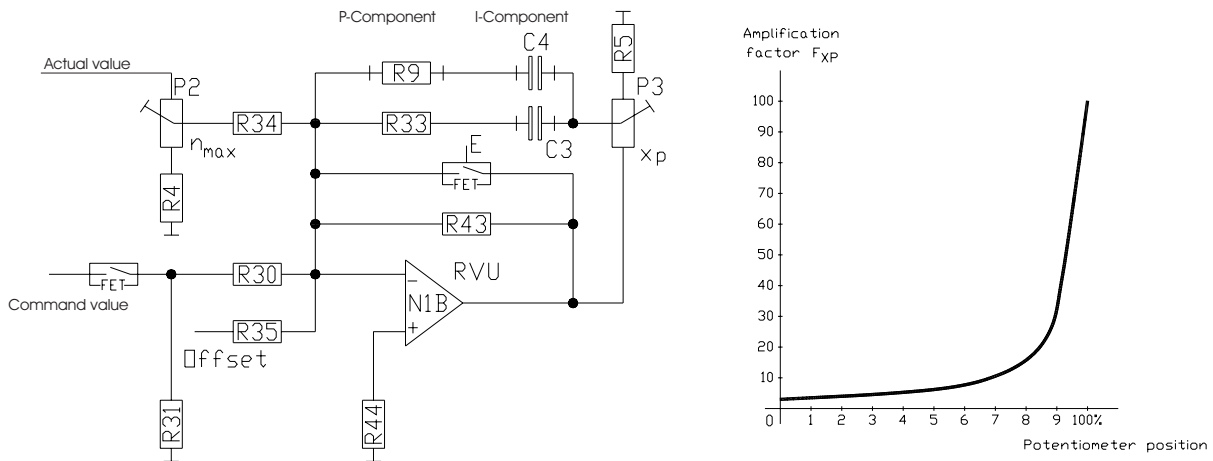 P-Component
I-Component
C4
R5
Actual value
R9
P2
P3
R34
R33
nmax
C3
xp
E
FET
R4
R43
RVU
FET
R30
N1B
Command value
R35
Offset
R31
R44
-
+
Amplification
factor FXP
100
90
80
70
60
50
40
30
20
10
0 1 2 3 4 5 6 7 8 9 100%
Potentiometer position